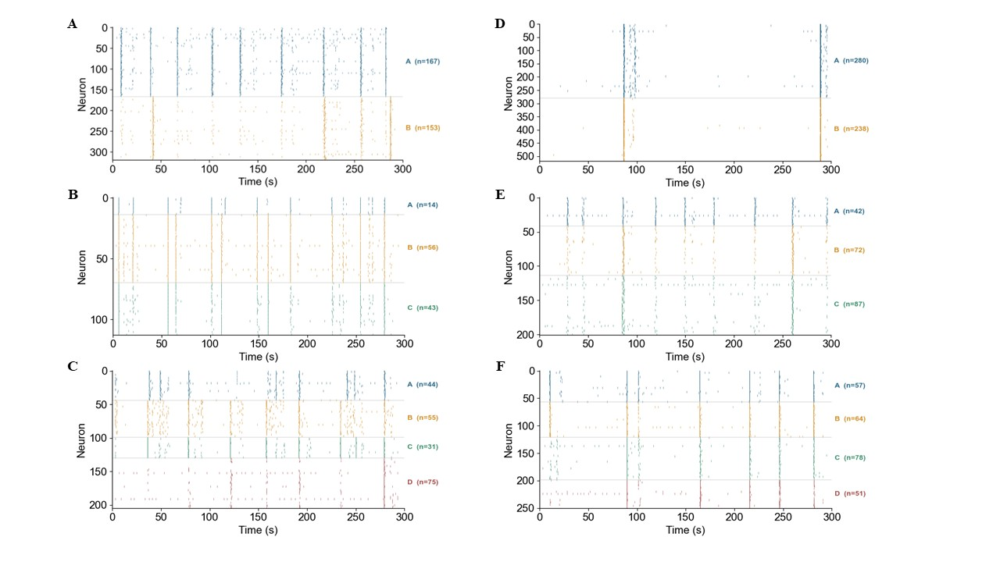 A
0
50
100
150
200
250
300
Neuron
A (n=167)
B (n=153)
0 50 100 150 200 250 300
Time (s)
B
0
50
100
Neuron
A (n=14)
B (n=56)
C (n=43)
0 50 100 150 200 250 300
Time (s)
C
0
50
100
150
200
Neuron
A (n=44)
B (n=55)
C (n=31)
D (n=75)
0 50 100 150 200 250 300
Time (s)
D
0
50
100
150
200
250
300
350
400
450
500
Neuron
A (n=280)
B (n=238)
0 50 100 150 200 250 300
Time (s)
E
0
50
100
150
200
Neuron
A (n=42)
B (n=72)
C (n=87)
0 50 100 150 200 250 300
Time (s)
F
0
50
100
150
200
250
Neuron
A (n=57)
B (n=64)
C (n=78)
D (n=51)
0 50 100 150 200 250 300
Time (s)